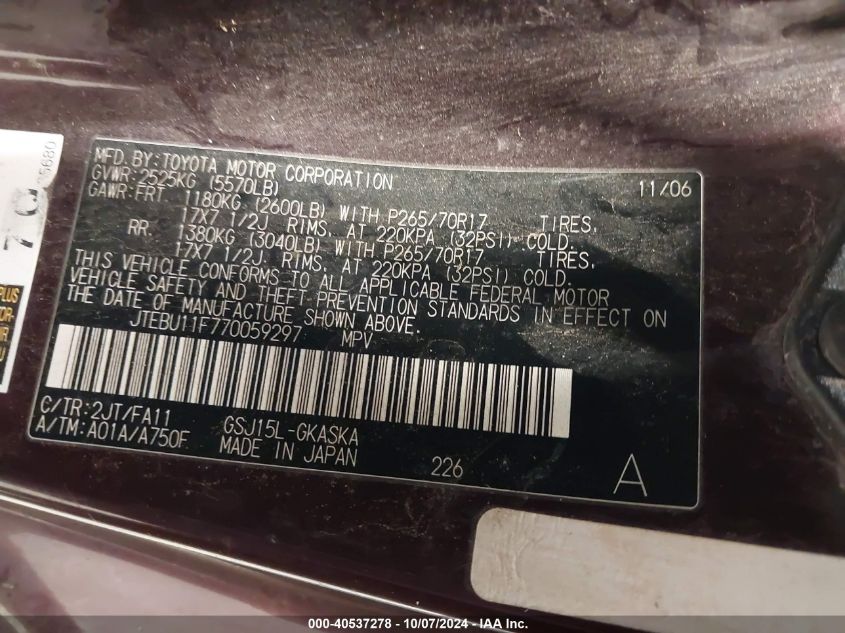 MFD. BY: TOYOTA MOTOR CORPORATION 11/06
GVWR: 2525KG (5570LB)
GAWR: FRT 1180KG (2600LB) WITH P265/70R17 TIRES,
17X7 1/2J RIMS, AT 220KPA (32PSI) COLD.
RR. 1380KG (3040LB) WITH P265/70R17 TIRES,
17X7 1/2J RIMS, AT 220KPA (32PSI) COLD.
THIS VEHICLE CONFORMS TO ALL APPLICABLE FEDERAL MOTOR
VEHICLE SAFETY AND THEFT-PREVENTION STANDARDS IN EFFECT ON
THE DATE OF MANUFACTURE SHOWN ABOVE.
JTEBU11F770059297 MPV
C/TR: 2JT/FA11 GSJ15L-GKASKA
A/TM: A01A/A750F MADE IN JAPAN 226 A
PLUS
000-40537278 - 10/07/2024 - IAA Inc.